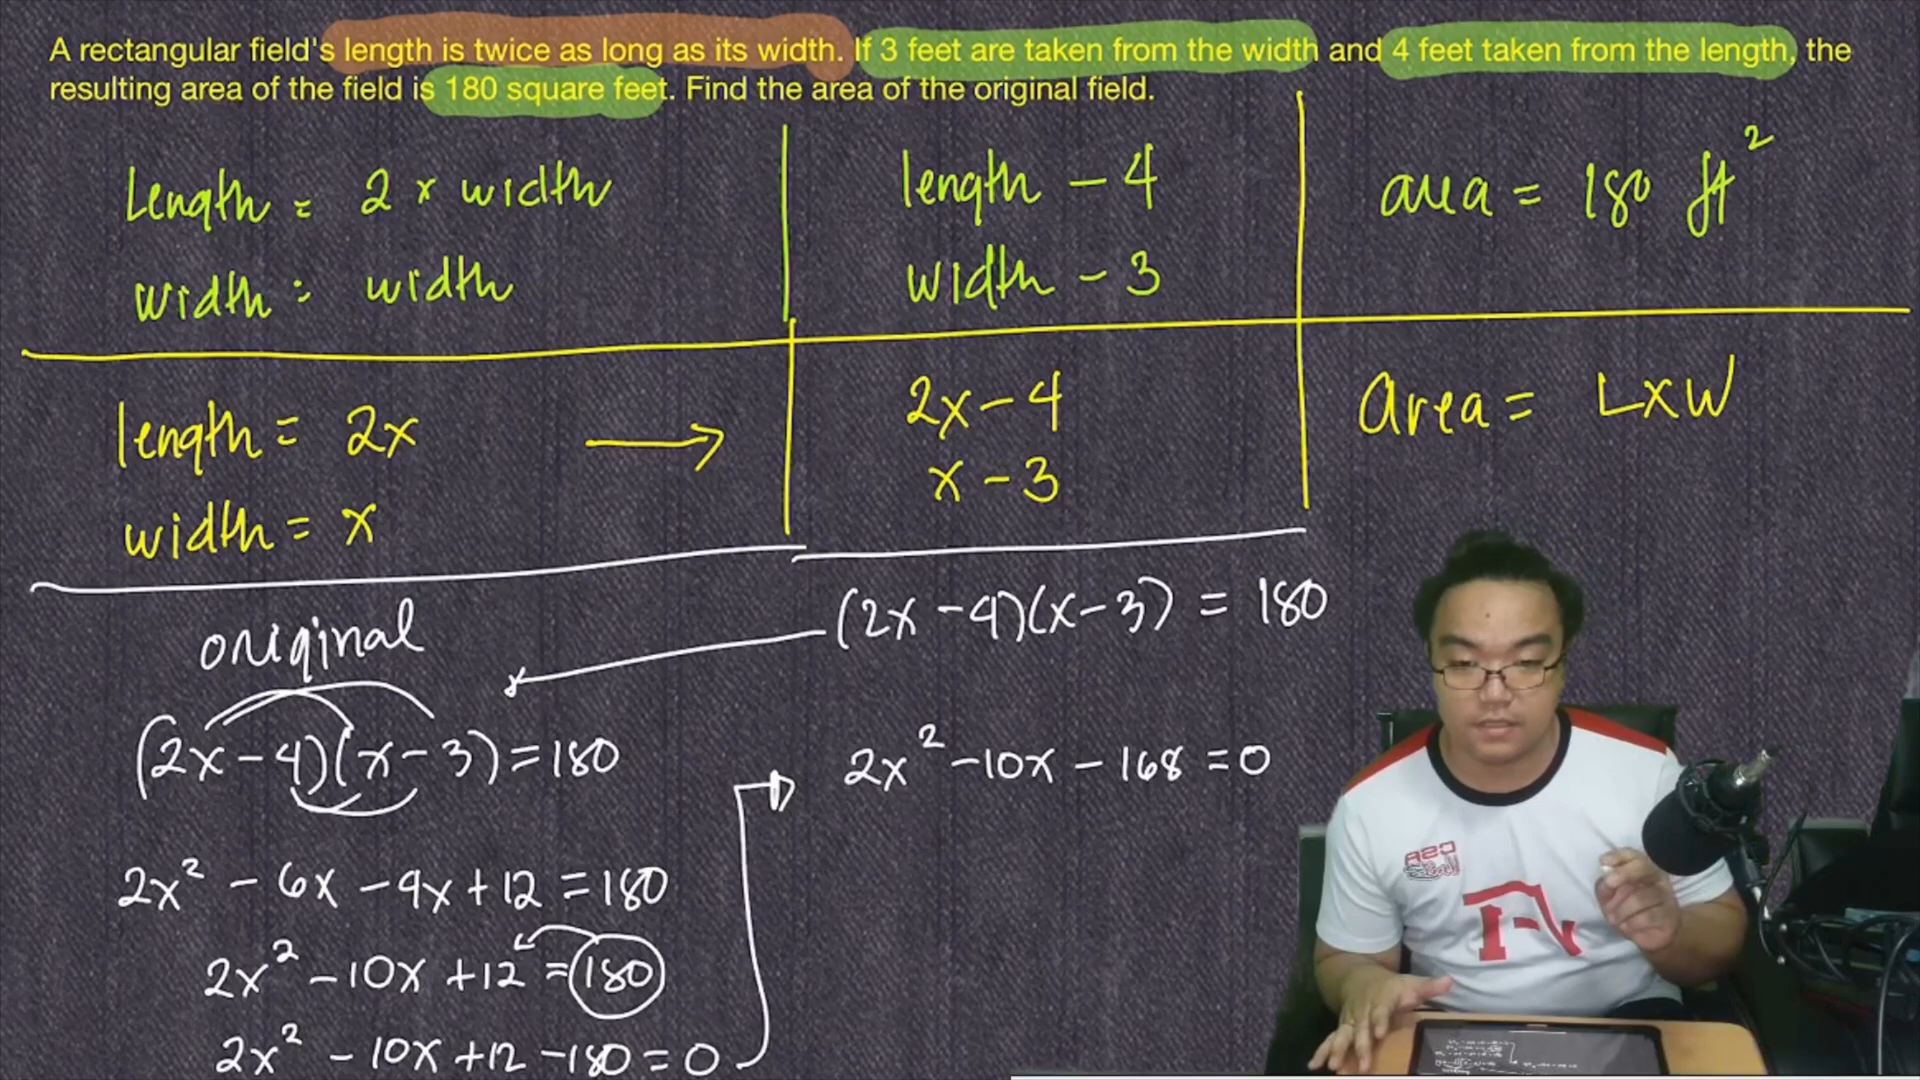 A rectangular field's length is twice as long as its width. If 3 feet are taken from the width and 4 feet taken from the length, the
resulting area of the field is 180 square feet. Find the area of the original field.
Length = 2 x width
width = width
length - 4
width - 3
area = 180 ft²
length = 2x
width = x
2x - 4
x - 3
area = L x W
original
(2x - 4)(x - 3) = 180
(2x - 4)(x - 3) = 180
2x² - 6x - 4x + 12 = 180
2x² - 10x + 12 = 180
2x² - 10x + 12 - 180 = 0
2x² - 10x - 168 = 0